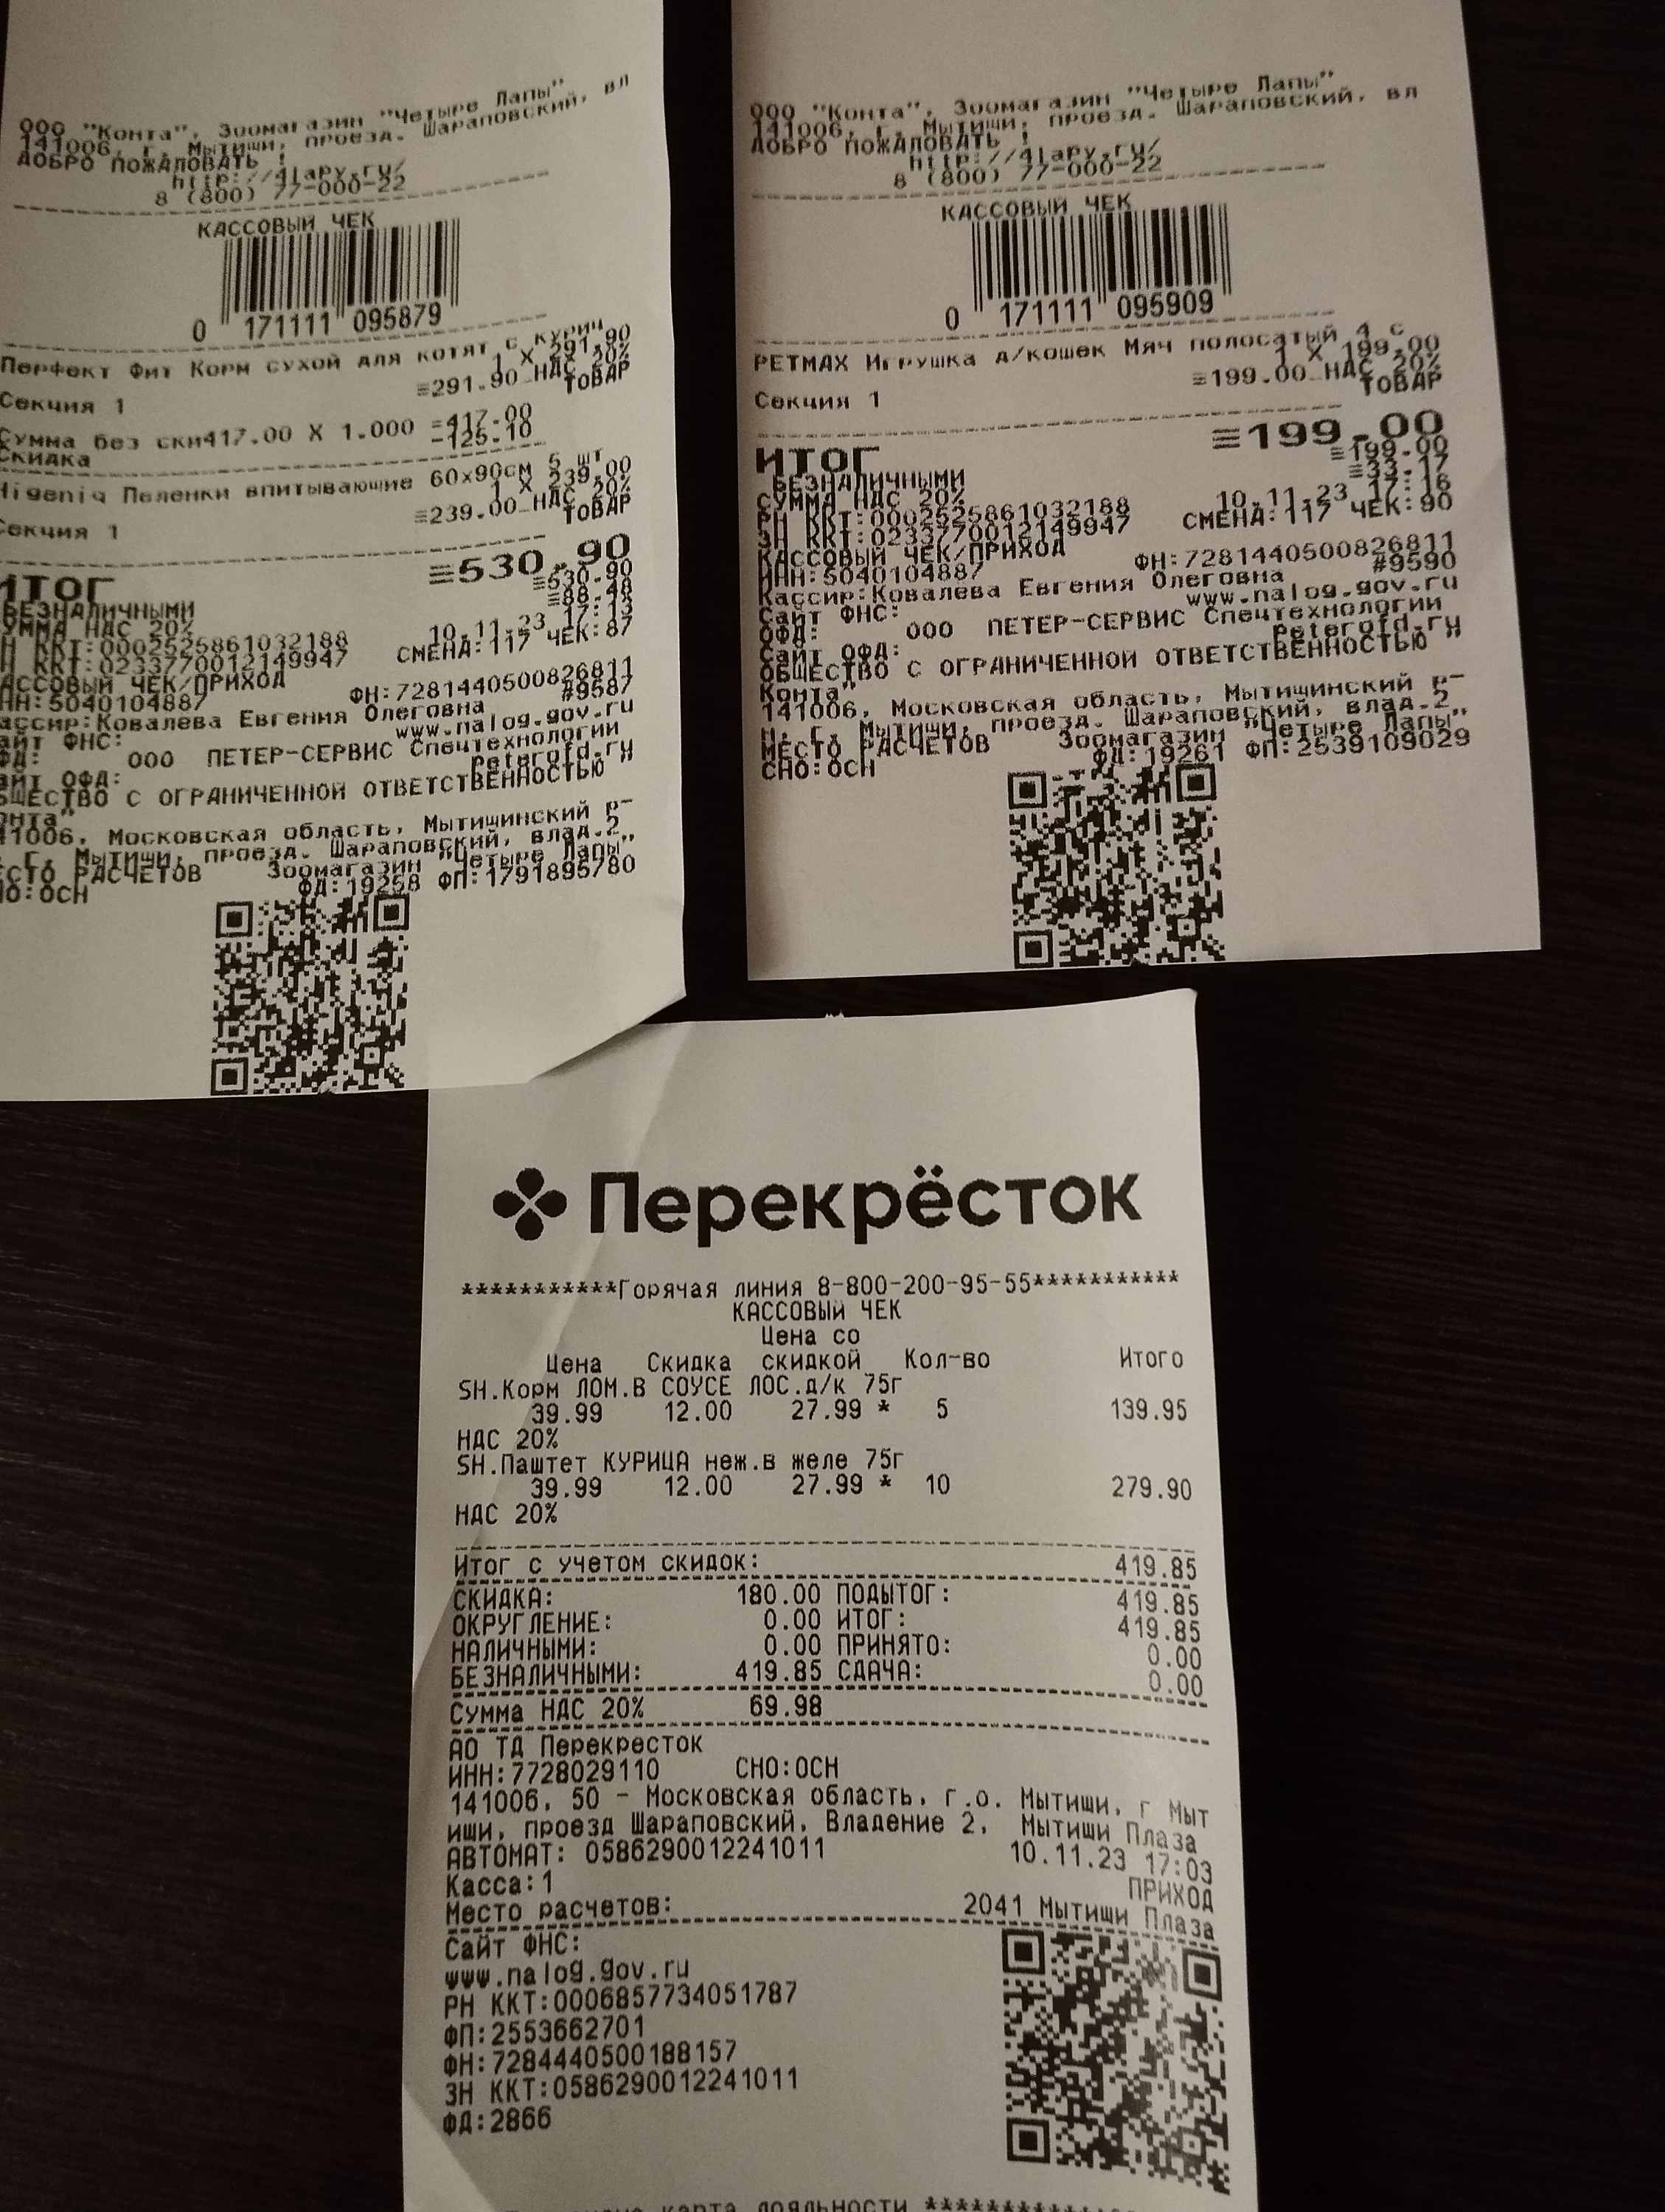 ООО "Конта", Зоомагазин "Четыре Лапы"
141006, г. Мытищи, проезд. Шараповский, вл
ДОБРО ПОЖАЛОВАТЬ !
http://4lapy.ru/
8 (800) 77-000-22
КАССОВЫЙ ЧЕК
0 171111 095879
Перфект Фит Корм сухой для котят с курич
1 X 291.90
≡291.90 НДС 20%
Секция 1 ТОВАР
Сумма без ски417.00 X 1.000 =417.00
Скидка -125.10
Higeniq Пеленки впитывающие 60x90см 5 шт
1 X 239.00
≡239.00 НДС 20%
Секция 1 ТОВАР
ИТОГ ≡530.90
БЕЗНАЛИЧНЫМИ ≡530.90
СУММА НДС 20% ≡88.48
Н ККТ:0002525861032188 10.11.23 17:13
Н ККТ:0233770012149947 СМЕНА:117 ЧЕК:87
АССОВЫЙ ЧЕК/ПРИХОД
НН:5040104887 ФН:7281440500826811
ассир:Ковалева Евгения Олеговна #9587
айт ФНС: www.nalog.gov.ru
ФД: ООО ПЕТЕР-СЕРВИС Спецтехнологии
айт ОФД: peterofd.ru
БЩЕСТВО С ОГРАНИЧЕННОЙ ОТВЕТСТВЕННОСТЬЮ "
онта"
41006, Московская область, Мытищинский р-
, г. Мытищи, проезд. Шараповский, влад.2
ЕСТО РАСЧЕТОВ Зоомагазин "Четыре Лапы"
НО:ОСН ФД:19258 ФП:1791895780
ООО "Конта", Зоомагазин "Четыре Лапы"
141006, г. Мытищи, проезд. Шараповский, вл
ДОБРО ПОЖАЛОВАТЬ !
http://4lapy.ru/
8 (800) 77-000-22
КАССОВЫЙ ЧЕК
0 171111 095909
PETMAX Игрушка д/кошек Мяч полосатый 4 с
1 X 199.00
≡199.00 НДС 20%
Секция 1 ТОВАР
ИТОГ ≡199.00
БЕЗНАЛИЧНЫМИ ≡199.00
СУММА НДС 20% ≡33.17
РН ККТ:0002525861032188 10.11.23 17:16
ЗН ККТ:0233770012149947 СМЕНА:117 ЧЕК:90
КАССОВЫЙ ЧЕК/ПРИХОД
ИНН:5040104887 ФН:7281440500826811
Кассир:Ковалева Евгения Олеговна #9590
Сайт ФНС: www.nalog.gov.ru
ОФД: ООО ПЕТЕР-СЕРВИС Спецтехнологии
Сайт ОФД: peterofd.ru
ОБЩЕСТВО С ОГРАНИЧЕННОЙ ОТВЕТСТВЕННОСТЬЮ "
Конта"
141006, Московская область, Мытищинский р-
н, г. Мытищи, проезд. Шараповский, влад.2
МЕСТО РАСЧЕТОВ Зоомагазин "Четыре Лапы"
СНО:ОСН ФД:19261 ФП:2539109029
Перекрёсток
***********Горячая линия 8-800-200-95-55***********
КАССОВЫЙ ЧЕК
Цена со
Цена Скидка скидкой Кол-во Итого
SH.Корм ЛОМ.В СОУСЕ ЛОС.д/к 75г
39.99 12.00 27.99 * 5 139.95
НДС 20%
SH.Паштет КУРИЦА неж.в желе 75г
39.99 12.00 27.99 * 10 279.90
НДС 20%
Итог с учетом скидок: 419.85
СКИДКА: 180.00 ПОДЫТОГ: 419.85
ОКРУГЛЕНИЕ: 0.00 ИТОГ: 419.85
НАЛИЧНЫМИ: 0.00 ПРИНЯТО: 0.00
БЕЗНАЛИЧНЫМИ: 419.85 СДАЧА: 0.00
Сумма НДС 20% 69.98
АО ТД Перекресток
ИНН:7728029110 СНО:ОСН
141006, 50 - Московская область, г.о. Мытищи, г Мыт
ищи, проезд Шараповский, Владение 2, Мытищи Плаза
АВТОМАТ: 0586290012241011 10.11.23 17:03
Касса:1 ПРИХОД
Место расчетов: 2041 Мытищи Плаза
Сайт ФНС:
www.nalog.gov.ru
РН ККТ:0006857734051787
ФП:2553662701
ФН:7284440500188157
ЗН ККТ:0586290012241011
ФД:2866
карта лояльности ************